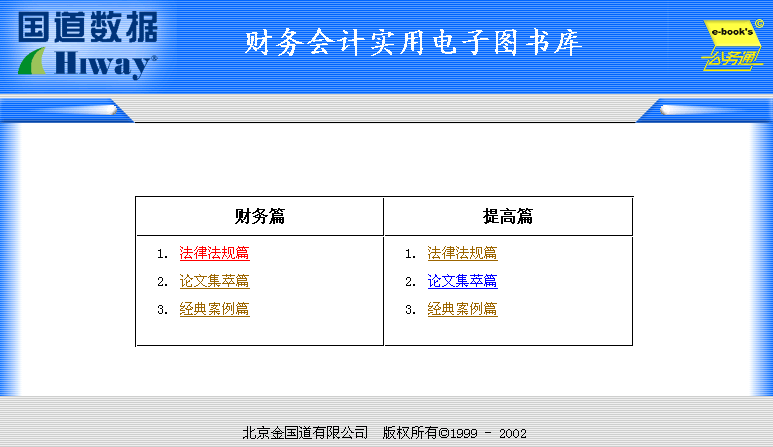 国道数据
Hiway®
财务会计实用电子图书库
e-book's ©
公务通
财务篇
提高篇
1. 法律法规篇
2. 论文集萃篇
3. 经典案例篇
1. 法律法规篇
2. 论文集萃篇
3. 经典案例篇
北京金国道有限公司 版权所有©1999 - 2002